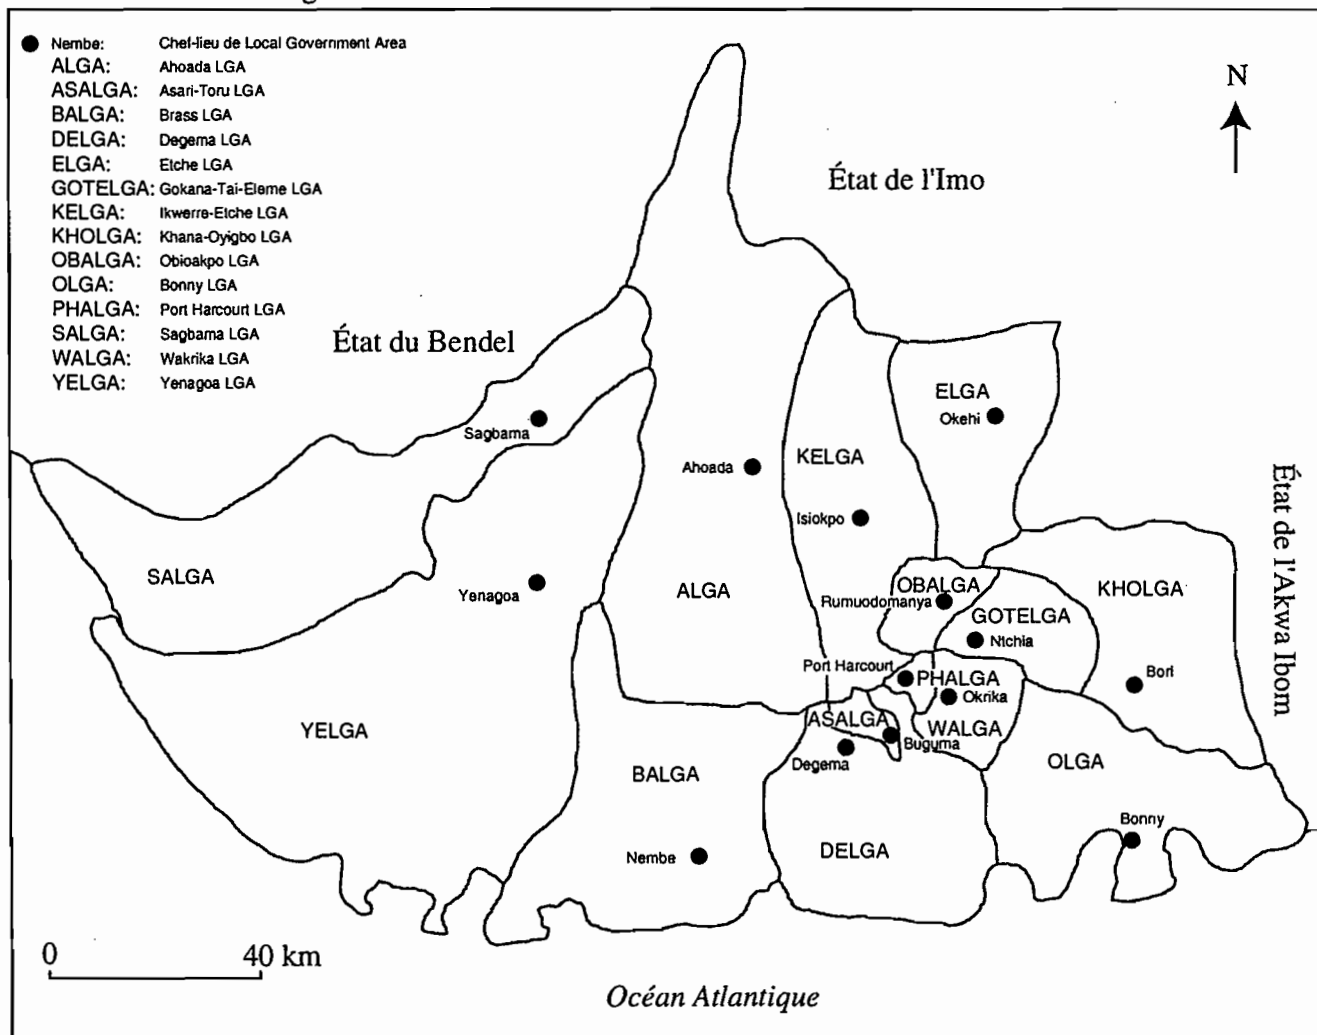 Nembe: Chef-lieu de Local Government Area
ALGA: Ahoada LGA
ASALGA: Asari-Toru LGA
BALGA: Brass LGA
DELGA: Degema LGA
ELGA: Etche LGA
GOTELGA: Gokana-Tai-Eleme LGA
KELGA: Ikwerre-Etche LGA
KHOLGA: Khana-Oyigbo LGA
OBALGA: Obioakpo LGA
OLGA: Bonny LGA
PHALGA: Port Harcourt LGA
SALGA: Sagbama LGA
WALGA: Wakrika LGA
YELGA: Yenagoa LGA
N
État de l'Imo
État du Bendel
État de l'Akwa Ibom
ELGA
Okehi
Sagbama
KELGA
Ahoada
Isiokpo
SALGA
Yenagoa
ALGA
OBALGA
Rumuodomanya
KHOLGA
GOTELGA
Ntchia
Port Harcourt
PHALGA
Bori
Okrika
YELGA
ASALGA
WALGA
Buguma
Degema
OLGA
BALGA
Bonny
Nembe
DELGA
0 40 km
Océan Atlantique